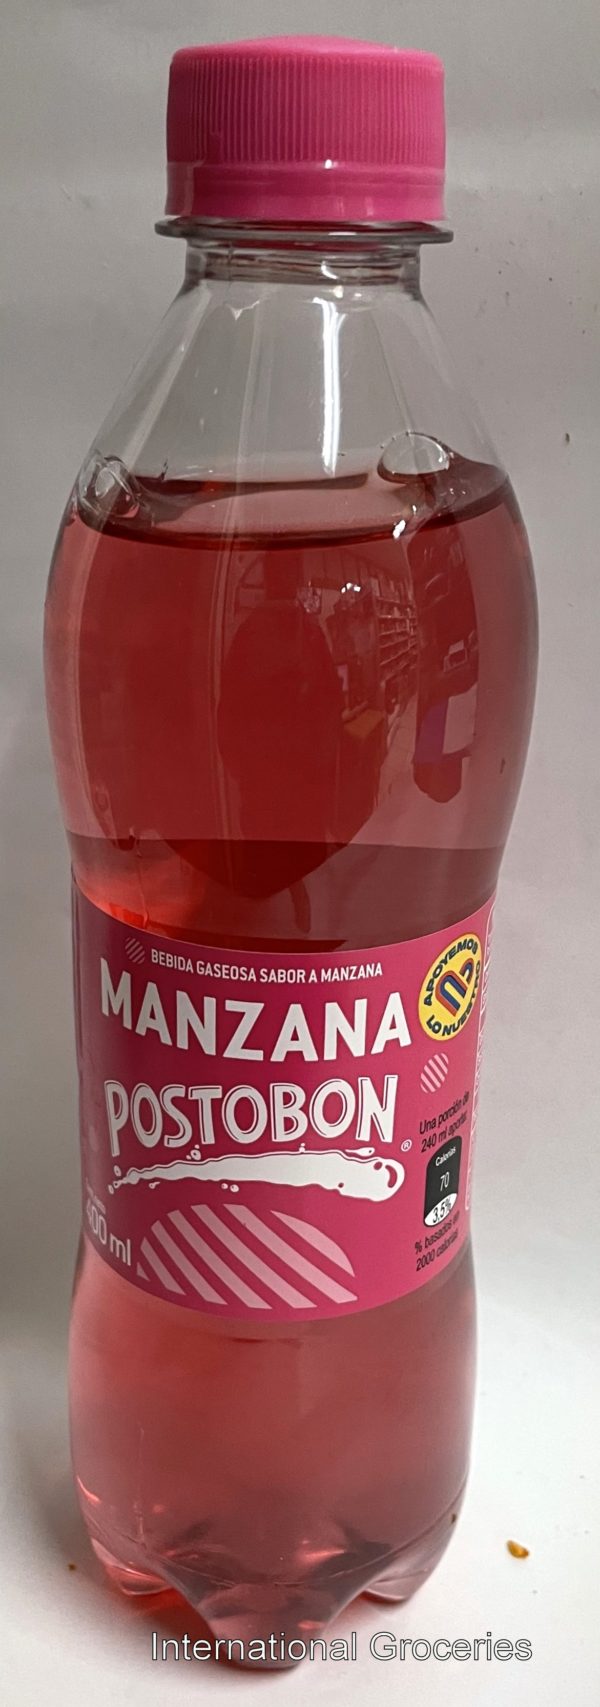 BEBIDA GASEOSA SABOR A MANZANA
MANZANA
POSTOBON
®
APOYEMOS
LO NUESTRO
Una porción de
240 ml aporta:
Calorías
70
3.5%
% basados en
2000 calorías
400 ml
International Groceries